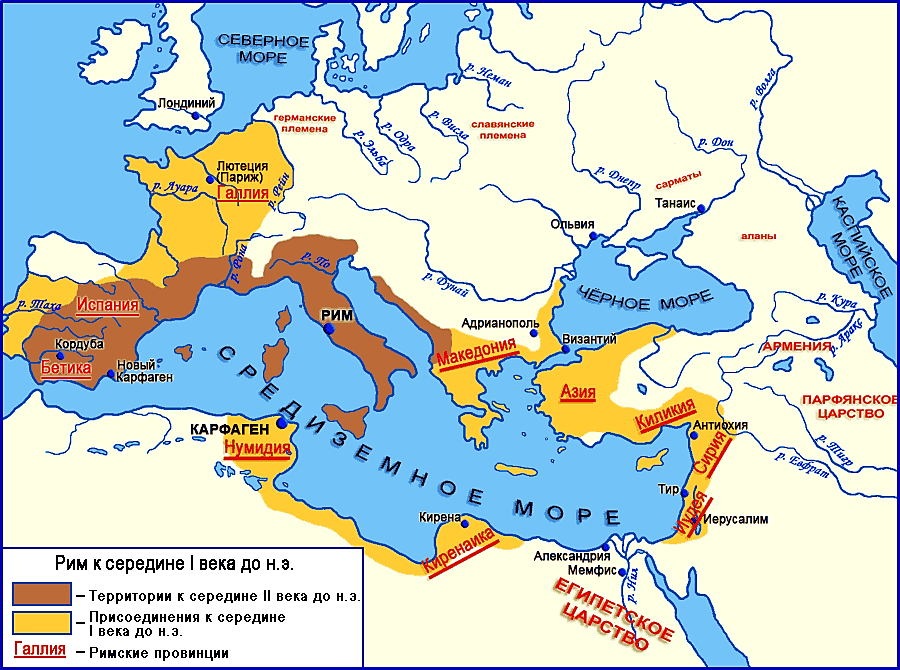 СЕВЕРНОЕ
МОРЕ
р. Неман
р. Волга
Лондиний
германские
племена
р. Эльба
р. Одра
р. Висла
славянские
племена
р. Дон
Лютеция
(Париж)
р. Луара
Галлия
р. Рейн
р. Днепр
сарматы
Танаис
КАСПИЙСКОЕ
МОРЕ
Ольвия
аланы
р. Рона
р. По
р. Дунай
ЧЁРНОЕ МОРЕ
р. Кура
р. Аракс
р. Таха
Испания
РИМ
Адрианополь
Византий
АРМЕНИЯ
Кордуба
Бетика
Новый
Карфаген
Македония
Азия
ПАРФЯНСКОЕ
ЦАРСТВО
Киликия
Антиохия
КАРФАГЕН
Нумидия
СРЕДИЗЕМНОЕ МОРЕ
Сирия
р. Тигр
р. Евфрат
Тир
Иудея
Иерусалим
Кирена
Киренаика
Александрия
Мемфис
р. Нил
ЕГИПЕТСКОЕ
ЦАРСТВО
Рим к середине I века до н.э.
– Территории к середине II века до н.э.
– Присоединения к середине
I века до н.э.
Галлия – Римские провинции